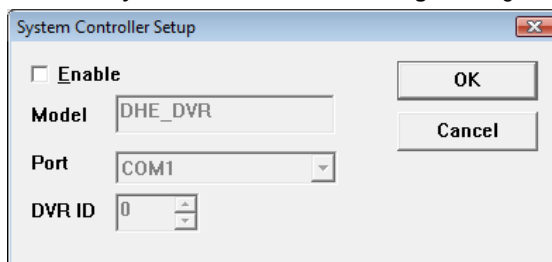 System Controller Setup
Enable
OK
Model DHE_DVR
Cancel
Port COM1
DVR ID 0